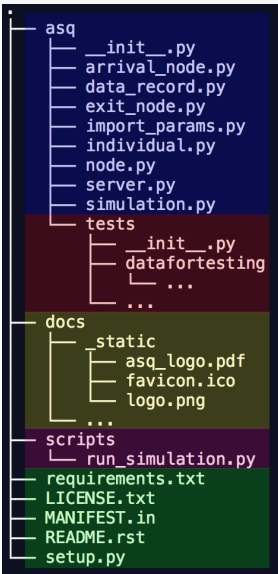 .
├── asq
│   ├── __init__.py
│   ├── arrival_node.py
│   ├── data_record.py
│   ├── exit_node.py
│   ├── import_params.py
│   ├── individual.py
│   ├── node.py
│   ├── server.py
│   ├── simulation.py
│   └── tests
│       ├── __init__.py
│       ├── datafortesting
│       │   └── ...
│       └── ...
├── docs
│   ├── _static
│   │   ├── asq_logo.pdf
│   │   ├── favicon.ico
│   │   └── logo.png
│   └── ...
├── scripts
│   └── run_simulation.py
├── requirements.txt
├── LICENSE.txt
├── MANIFEST.in
├── README.rst
└── setup.py